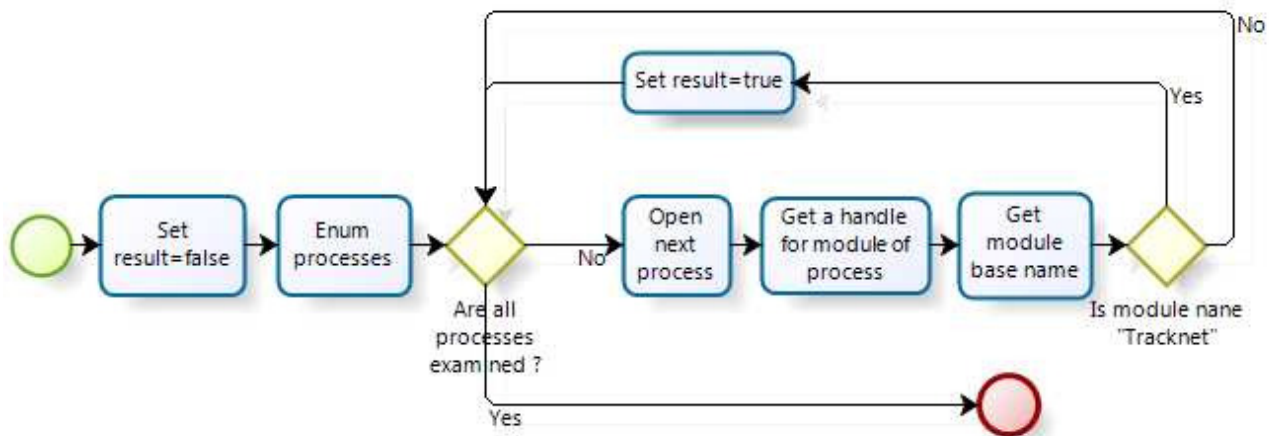 No
Set result=true
Yes
Set
result=false
Enum
processes
No
Open
next
process
Get a handle
for module of
process
Get
module
base name
Are all
processes
examined ?
Is module nane
"Tracknet"
Yes